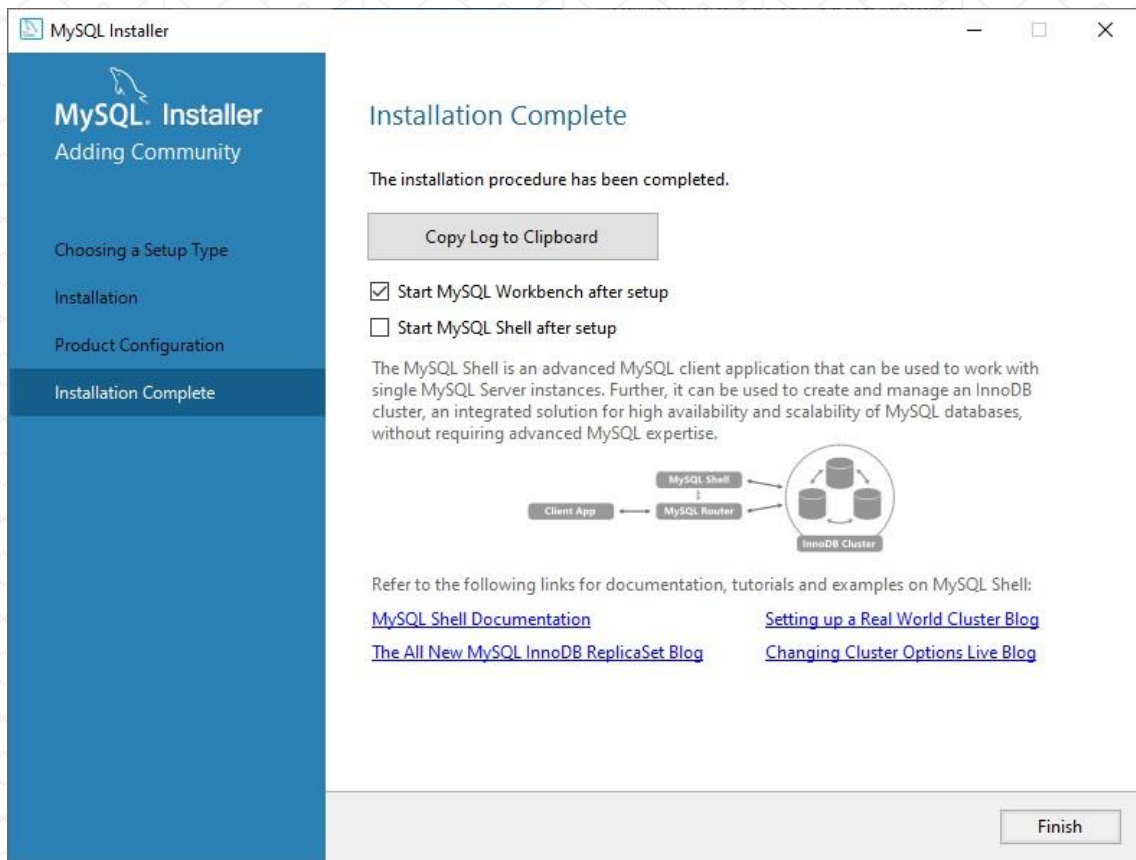 MySQL Installer
MySQL. Installer
Adding Community
Choosing a Setup Type
Installation
Product Configuration
Installation Complete
Installation Complete
The installation procedure has been completed.
Copy Log to Clipboard
Start MySQL Workbench after setup
Start MySQL Shell after setup
The MySQL Shell is an advanced MySQL client application that can be used to work with
single MySQL Server instances. Further, it can be used to create and manage an InnoDB
cluster, an integrated solution for high availability and scalability of MySQL databases,
without requiring advanced MySQL expertise.
MySQL Shell
Client App
MySQL Router
InnoDB Cluster
Refer to the following links for documentation, tutorials and examples on MySQL Shell:
MySQL Shell Documentation
Setting up a Real World Cluster Blog
The All New MySQL InnoDB ReplicaSet Blog
Changing Cluster Options Live Blog
Finish